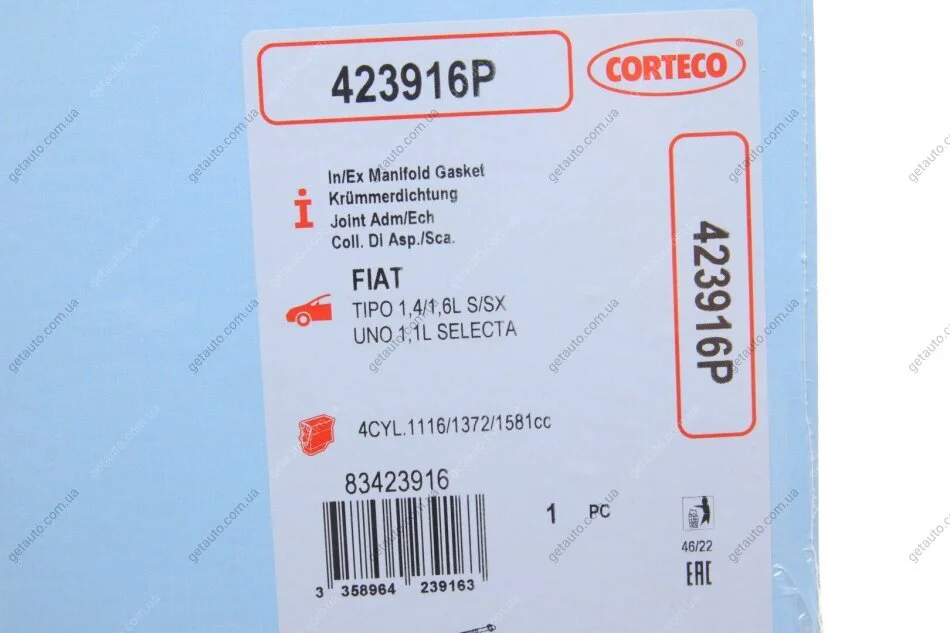 423916P
CORTECO®
In/Ex Manifold Gasket
Krümmerdichtung
Joint Adm/Ech
Coll. Di Asp./Sca.
FIAT
TIPO 1,4/1,6L S/SX
UNO 1,1L SELECTA
423916P
4CYL.1116/1372/1581cc
83423916
1 PC
46/22
EAC
3 358964 239163
getauto.com.ua